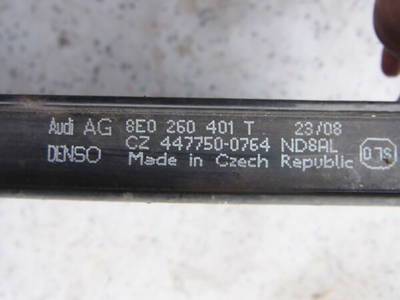 Audi AG 8E0 260 401 T 23/08
DENSO CZ 447750-0764 ND8AL
Made in Czech Republic